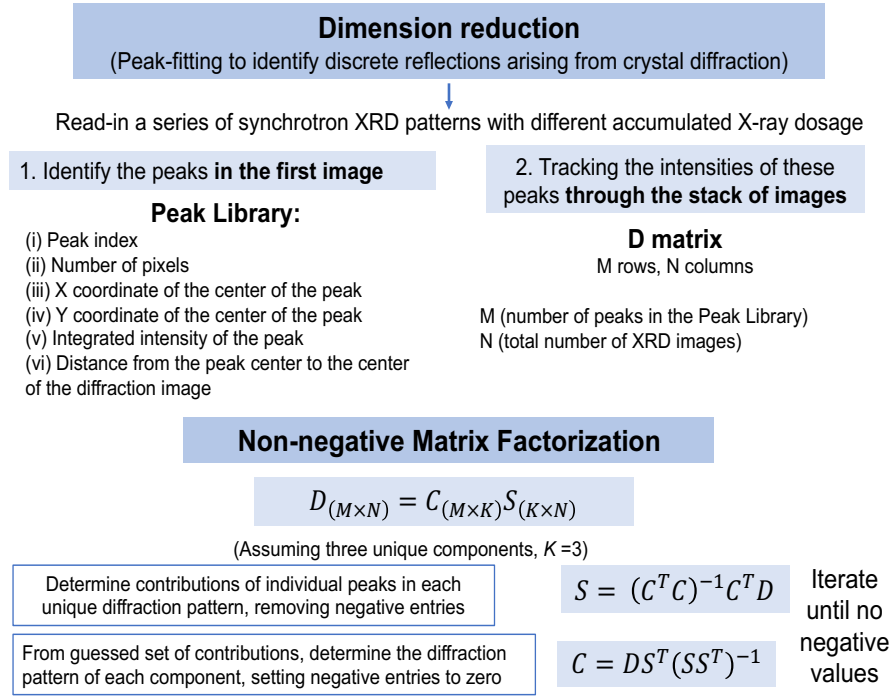 Dimension reduction
(Peak-fitting to identify discrete reflections arising from crystal diffraction)
Read-in a series of synchrotron XRD patterns with different accumulated X-ray dosage
1. Identify the peaks in the first image
Peak Library:
(i) Peak index
(ii) Number of pixels
(iii) X coordinate of the center of the peak
(iv) Y coordinate of the center of the peak
(v) Integrated intensity of the peak
(vi) Distance from the peak center to the center
of the diffraction image
2. Tracking the intensities of these
peaks through the stack of images
D matrix
M rows, N columns
M (number of peaks in the Peak Library)
N (total number of XRD images)
Non-negative Matrix Factorization
$D_{(M \times N)} = C_{(M \times K)} S_{(K \times N)}$
(Assuming three unique components, K =3)
Determine contributions of individual peaks in each
unique diffraction pattern, removing negative entries
$S = (C^T C)^{-1} C^T D$
From guessed set of contributions, determine the diffraction
pattern of each component, setting negative entries to zero
$C = DS^T (SS^T)^{-1}$
Iterate
until no
negative
values